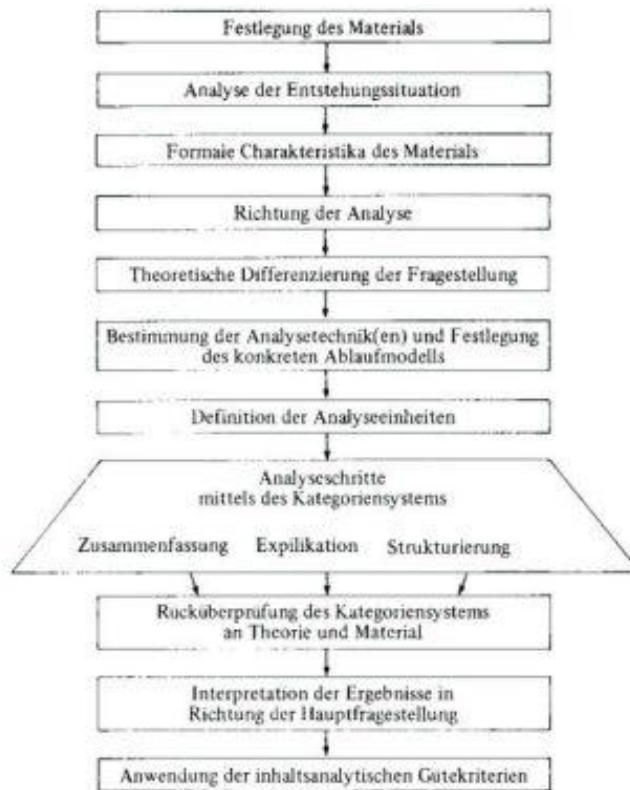 Festlegung des Materials
Analyse der Entstehungssituation
Formaie Charakteristika des Materials
Richtung der Analyse
Theoretische Differenzierung der Fragestellung
Bestimmung der Analysetechnik(en) und Festlegung
des konkreten Ablaufmodells
Definition der Analyseeinheiten
Analyseschritte
mittels des Kategoriensystems
Zusammenfassung Expilikation Strukturierung
Rücküberprüfung des Kategoriensystems
an Theorie und Material
Interpretation der Ergebnisse in
Richtung der Hauptfragestellung
Anwendung der inhaltsanalytischen Gütekriterien